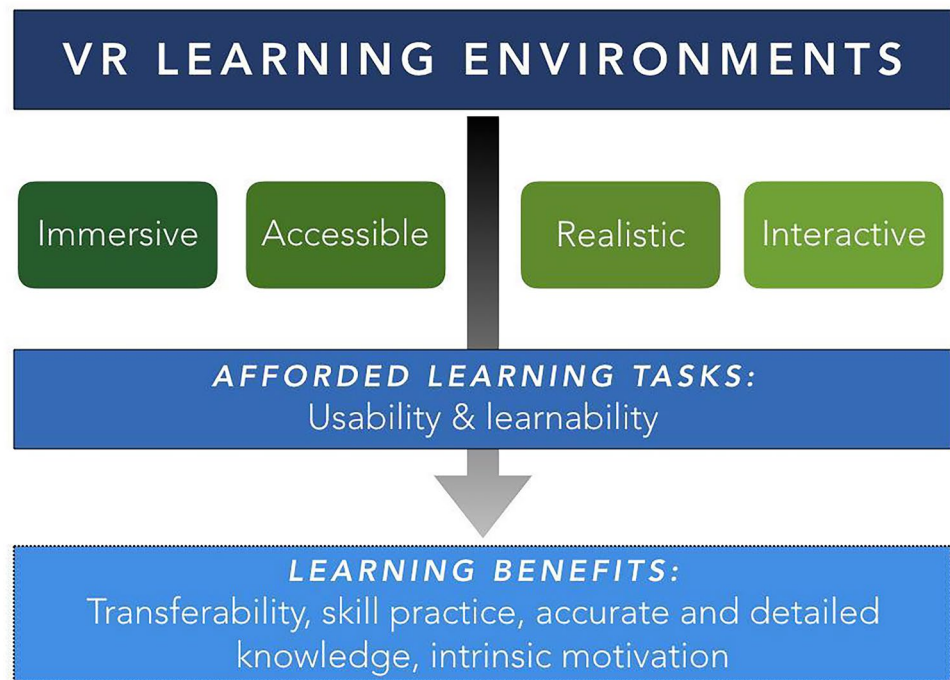 VR LEARNING ENVIRONMENTS
Immersive
Accessible
Realistic
Interactive
AFFORDED LEARNING TASKS:
Usability & learnability
LEARNING BENEFITS:
Transferability, skill practice, accurate and detailed
knowledge, intrinsic motivation